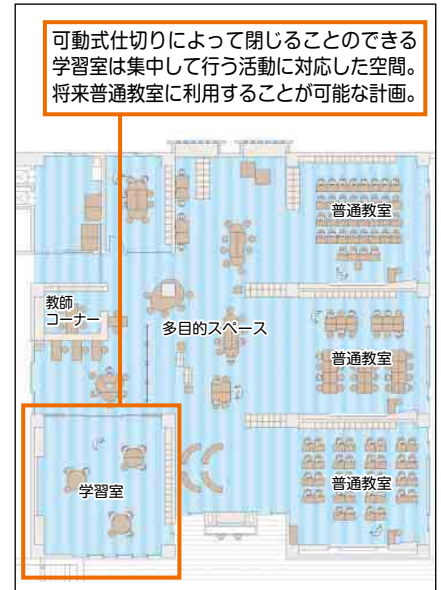 可動式仕切りによって閉じることのできる
学習室は集中して行う活動に対応した空間。
将来普通教室に利用することが可能な計画。
普通教室
教師
コーナー
多目的スペース
普通教室
学習室
普通教室